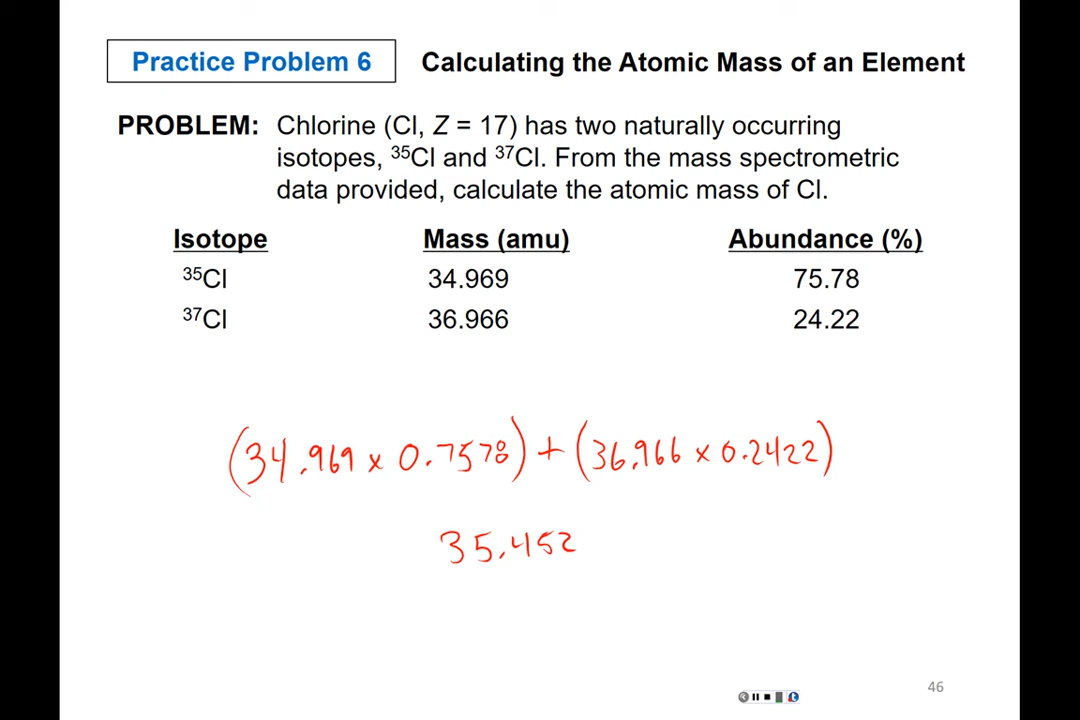 Practice Problem 6 Calculating the Atomic Mass of an Element
PROBLEM: Chlorine (Cl, Z = 17) has two naturally occurring
isotopes, ³⁵Cl and ³⁷Cl. From the mass spectrometric
data provided, calculate the atomic mass of Cl.
Isotope Mass (amu) Abundance (%)
³⁵Cl 34.969 75.78
³⁷Cl 36.966 24.22
(34.969 x 0.7578) + (36.966 x 0.2422)
35.452
46